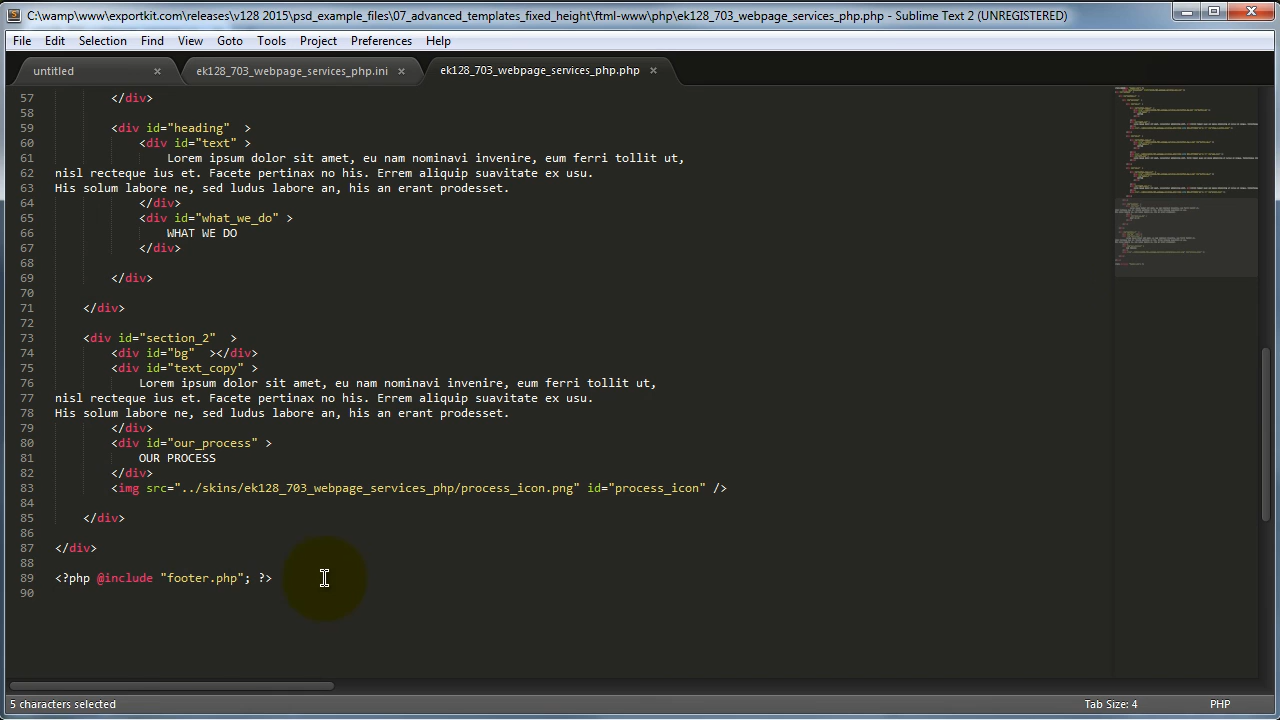 C:\wamp\www\exportkit.com\releases\v128 2015\psd_example_files\07_advanced_templates_fixed_height\ftml-www\php\ek128_703_webpage_services_php.php - Sublime Text 2 (UNREGISTERED)
File Edit Selection Find View Goto Tools Project Preferences Help
untitled × ek128_703_webpage_services_php.ini × ek128_703_webpage_services_php.php ×
57 </div>
58
59 <div id="heading"  >
60 <div id="text" >
61 Lorem ipsum dolor sit amet, eu nam nominavi invenire, eum ferri tollit ut,
62 nisl recteque ius et. Facete pertinax no his. Errem aliquip suavitate ex usu.
63 His solum labore ne, sed ludus labore an, his an erant prodesset.
64 </div>
65 <div id="what_we_do" >
66 WHAT WE DO
67 </div>
68
69 </div>
70
71 </div>
72
73 <div id="section_2"  >
74 <div id="bg"  ></div>
75 <div id="text_copy" >
76 Lorem ipsum dolor sit amet, eu nam nominavi invenire, eum ferri tollit ut,
77 nisl recteque ius et. Facete pertinax no his. Errem aliquip suavitate ex usu.
78 His solum labore ne, sed ludus labore an, his an erant prodesset.
79 </div>
80 <div id="our_process" >
81 OUR PROCESS
82 </div>
83 <img src="../skins/ek128_703_webpage_services_php/process_icon.png" id="process_icon" />
84
85 </div>
86
87 </div>
88
89 <?php @include "footer.php"; ?>
90
5 characters selected Tab Size: 4 PHP